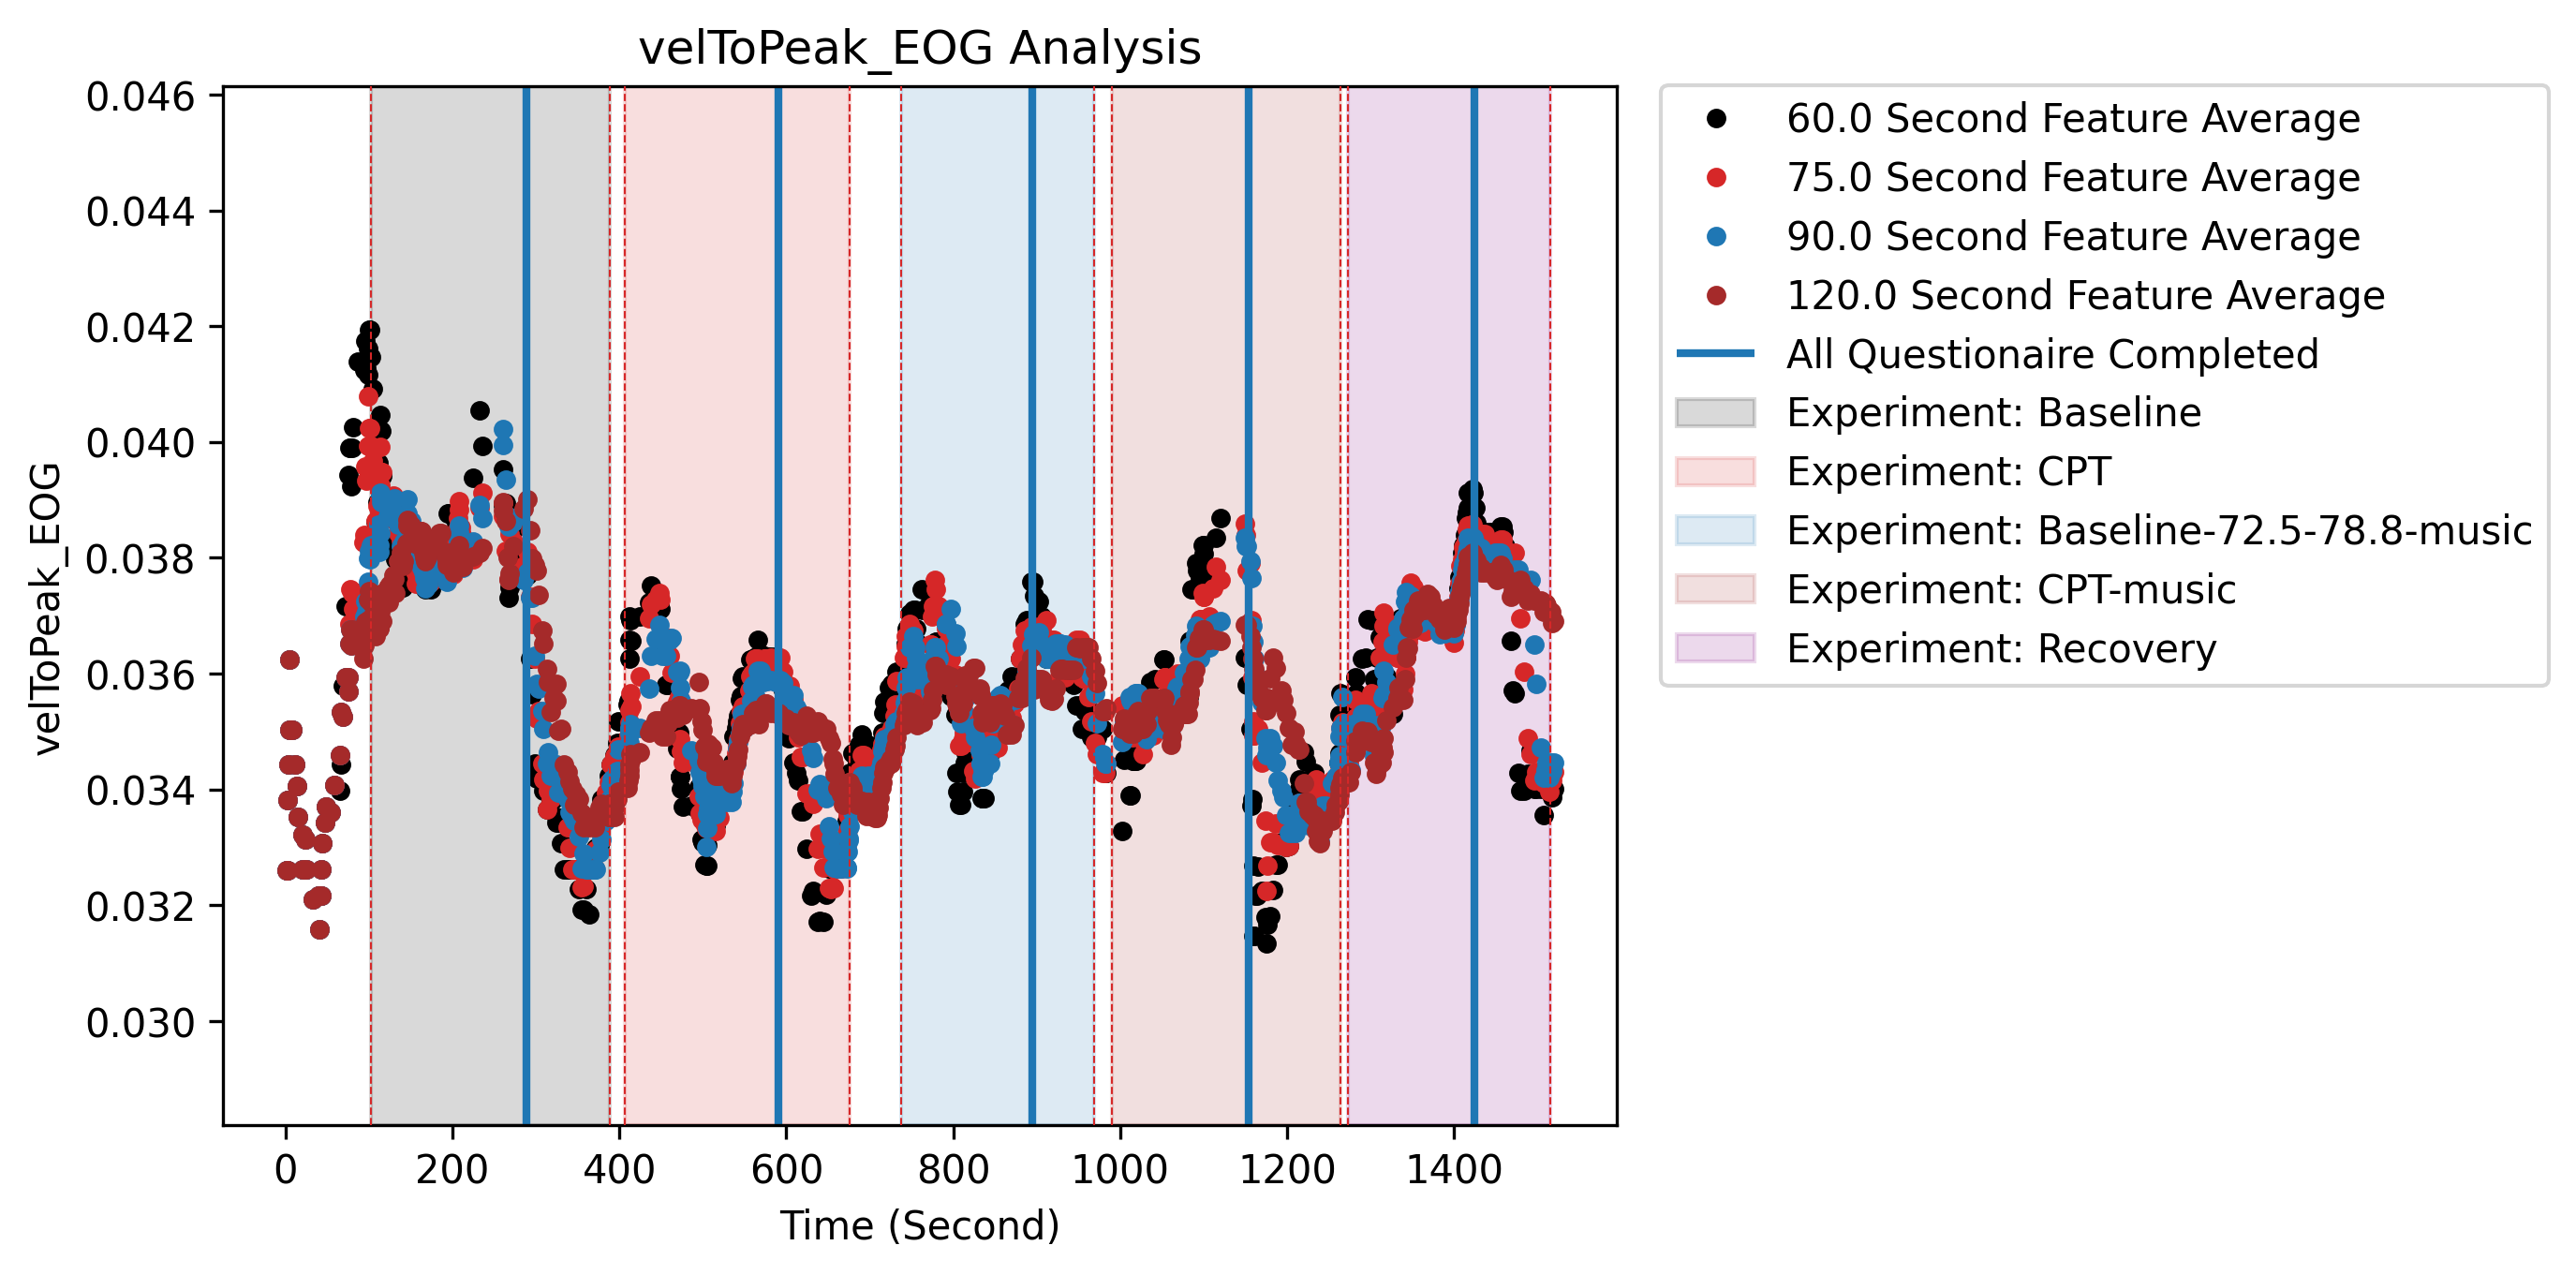 velToPeak_EOG Analysis
0.046
0.044
0.042
0.040
0.038
0.036
0.034
0.032
0.030
velToPeak_EOG
0 200 400 600 800 1000 1200 1400
Time (Second)
60.0 Second Feature Average
75.0 Second Feature Average
90.0 Second Feature Average
120.0 Second Feature Average
All Questionaire Completed
Experiment: Baseline
Experiment: CPT
Experiment: Baseline-72.5-78.8-music
Experiment: CPT-music
Experiment: Recovery